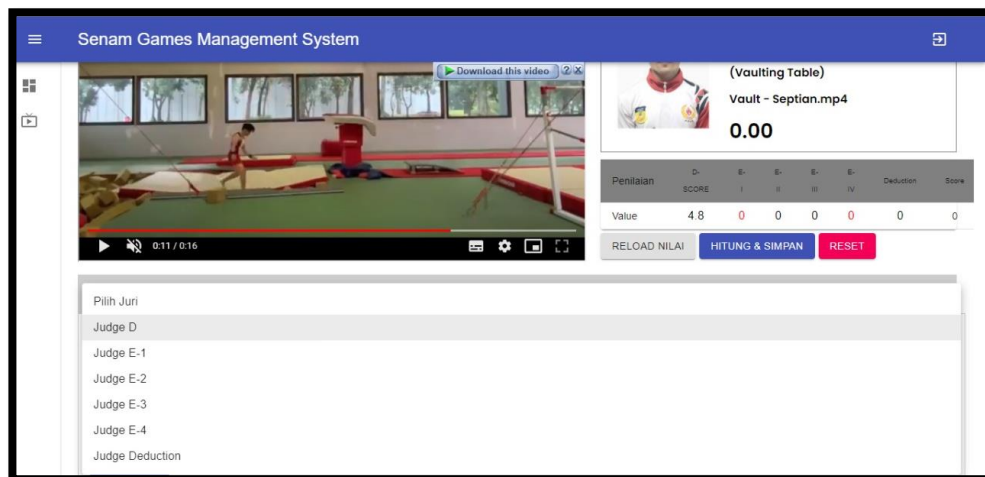 Senam Games Management System
Download this video
(Vaulting Table)
Vault - Septian.mp4
0.00
Penilaian D-SCORE E-I E-II E-III E-IV Deduction Score
Value 4.8 0 0 0 0 0 0
0:11 / 0:16
RELOAD NILAI HITUNG & SIMPAN RESET
Pilih Juri
Judge D
Judge E-1
Judge E-2
Judge E-3
Judge E-4
Judge Deduction